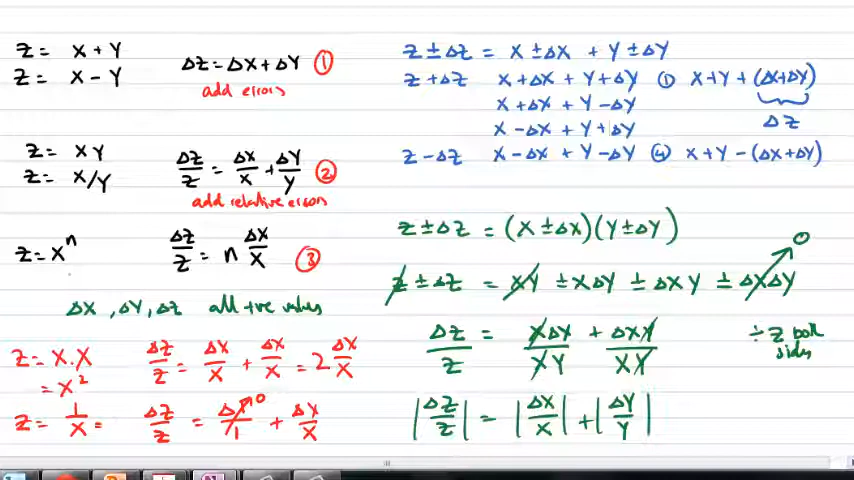 Z = X + Y
Z = X - Y
ΔZ = ΔX + ΔY ①
add errors
Z = XY
Z = X/Y
ΔZ/Z = ΔX/X + ΔY/Y ②
add relative errors
Z = X^n
ΔZ/Z = n ΔX/X ③
ΔX, ΔY, ΔZ all +ve values
Z = X.X
= X²
ΔZ/Z = ΔX/X + ΔX/X = 2 ΔX/X
Z = 1/X =
ΔZ/Z = Δ1/1 0 + ΔX/X
Z ± ΔZ = X ± ΔX + Y ± ΔY
Z + ΔZ X + ΔX + Y + ΔY ① X + Y + (ΔX + ΔY)
X + ΔX + Y - ΔY
ΔZ
X - ΔX + Y + ΔY
Z - ΔZ X - ΔX + Y - ΔY ④ X + Y - (ΔX + ΔY)
Z ± ΔZ = (X ± ΔX)(Y ± ΔY)
0
Z ± ΔZ = XY ± XΔY ± ΔXY ± ΔXΔY
ΔZ/Z = XΔY/XY + ΔXY/XY
÷ Z both
sides
|ΔZ/Z| = |ΔX/X| + |ΔY/Y|